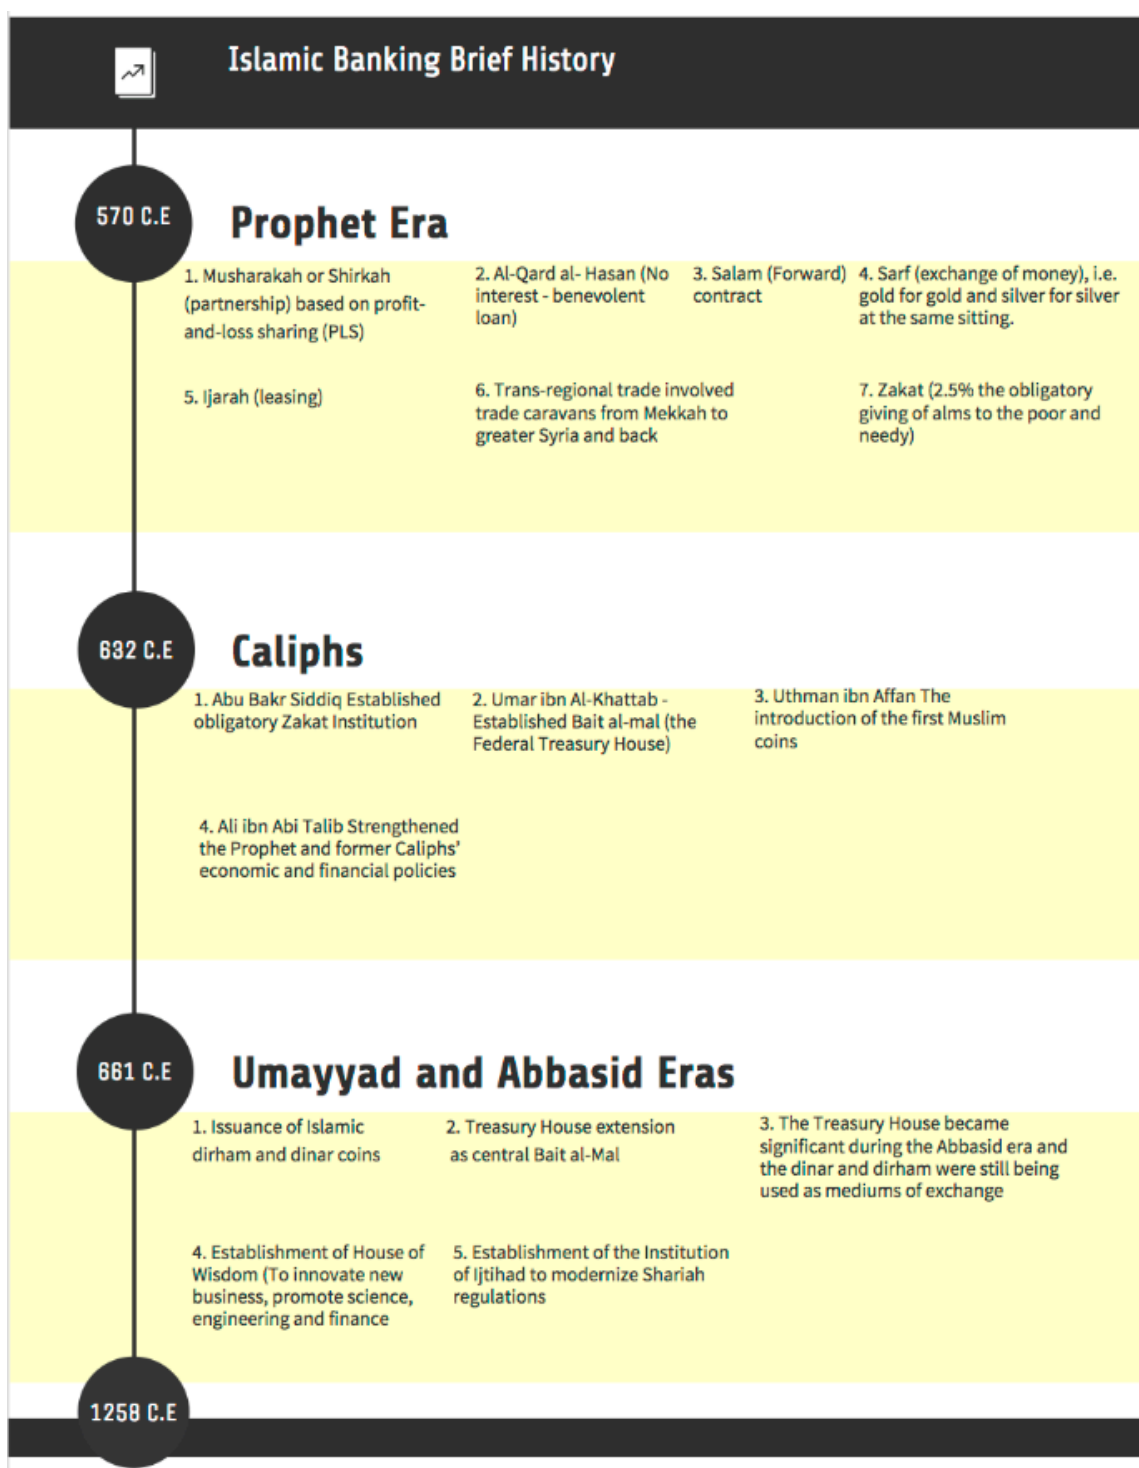 Islamic Banking Brief History
570 C.E
Prophet Era
1. Musharakah or Shirkah
(partnership) based on profit-
and-loss sharing (PLS)
2. Al-Qard al- Hasan (No
interest - benevolent
loan)
3. Salam (Forward)
contract
4. Sarf (exchange of money), i.e.
gold for gold and silver for silver
at the same sitting.
5. Ijarah (leasing)
6. Trans-regional trade involved
trade caravans from Mekkah to
greater Syria and back
7. Zakat (2.5% the obligatory
giving of alms to the poor and
needy)
632 C.E
Caliphs
1. Abu Bakr Siddiq Established
obligatory Zakat Institution
2. Umar ibn Al-Khattab -
Established Bait al-mal (the
Federal Treasury House)
3. Uthman ibn Affan The
introduction of the first Muslim
coins
4. Ali ibn Abi Talib Strengthened
the Prophet and former Caliphs’
economic and financial policies
661 C.E
Umayyad and Abbasid Eras
1. Issuance of Islamic
dirham and dinar coins
2. Treasury House extension
as central Bait al-Mal
3. The Treasury House became
significant during the Abbasid era and
the dinar and dirham were still being
used as mediums of exchange
4. Establishment of House of
Wisdom (To innovate new
business, promote science,
engineering and finance
5. Establishment of the Institution
of Ijtihad to modernize Shariah
regulations
1258 C.E